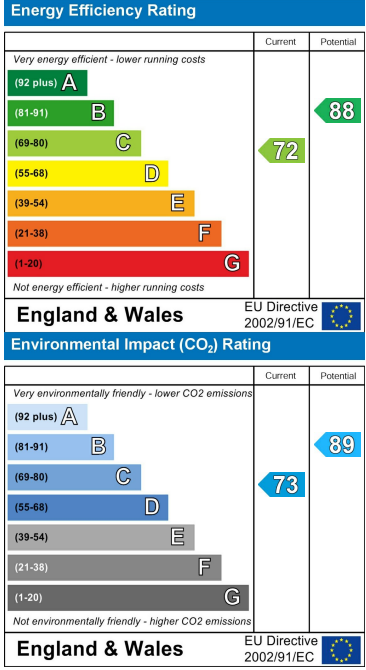 Energy Efficiency Rating
Current Potential
Very energy efficient - lower running costs
(92 plus) A
(81-91) B
88
(69-80) C
72
(55-68) D
(39-54) E
(21-38) F
(1-20) G
Not energy efficient - higher running costs
England & Wales
EU Directive
2002/91/EC
Environmental Impact (CO₂) Rating
Current Potential
Very environmentally friendly - lower CO2 emissions
(92 plus) A
(81-91) B
89
(69-80) C
73
(55-68) D
(39-54) E
(21-38) F
(1-20) G
Not environmentally friendly - higher CO2 emissions
England & Wales
EU Directive
2002/91/EC